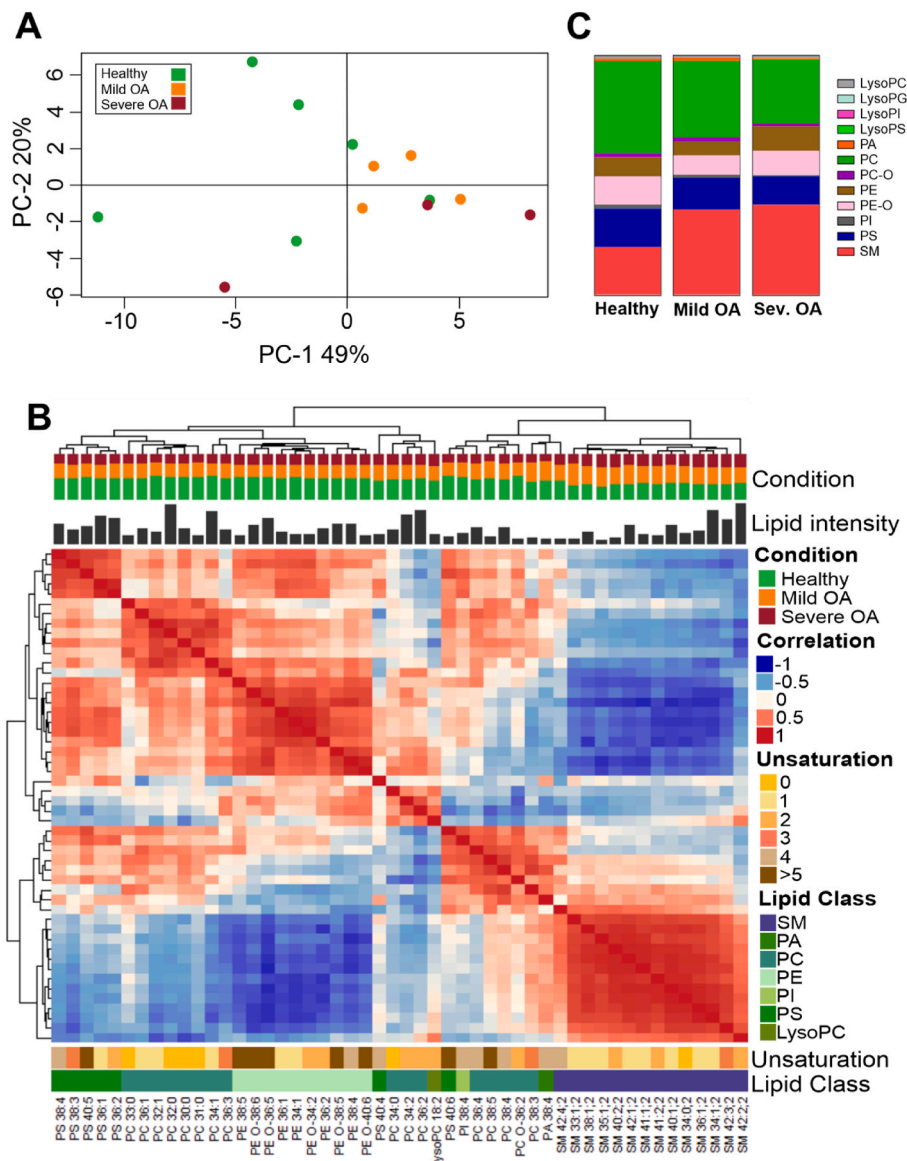 A
Healthy
Mild OA
Severe OA
PC-2 20%
6
4
2
0
-2
-4
-6
-10
-5
0
5
PC-1 49%
C
LysoPC
LysoPG
LysoPI
LysoPS
PA
PC
PC-O
PE
PE-O
PI
PS
SM
Healthy
Mild OA
Sev. OA
B
Condition
Lipid intensity
Condition
Healthy
Mild OA
Severe OA
Correlation
-1
-0.5
0
0.5
1
Unsaturation
0
1
2
3
4
>5
Lipid Class
SM
PA
PC
PE
PI
PS
LysoPC
Unsaturation
Lipid Class
PS 38:4
PS 38:3
PS 40:5
PS 36:1
PS 36:2
PC 33:0
PC 36:1
PC 32:1
PC 32:0
PC 30:0
PC 31:0
PC 34:1
PC 36:3
PE 38:5
PE O-38:6
PE O-36:5
PE 36:1
PE 34:1
PE O-34:2
PE 36:2
PE O-38:5
PE 38:4
PE O-40:6
PS 40:4
PC 34:0
PC 34:2
PC 36:2
LysoPC 18:2
PS 40:6
PI 38:4
PC 36:4
PC 38:5
PC 38:4
PC O-36:2
PC 38:3
PA 38:4
SM 42:4;2
SM 33:1;2
SM 38:1;2
SM 35:1;2
SM 40:2;2
SM 42:1;2
SM 41:1;2
SM 41:2;2
SM 40:1;2
SM 36:1;2
SM 34:0;2
SM 34:1;2
SM 42:3;2
SM 42:2;2